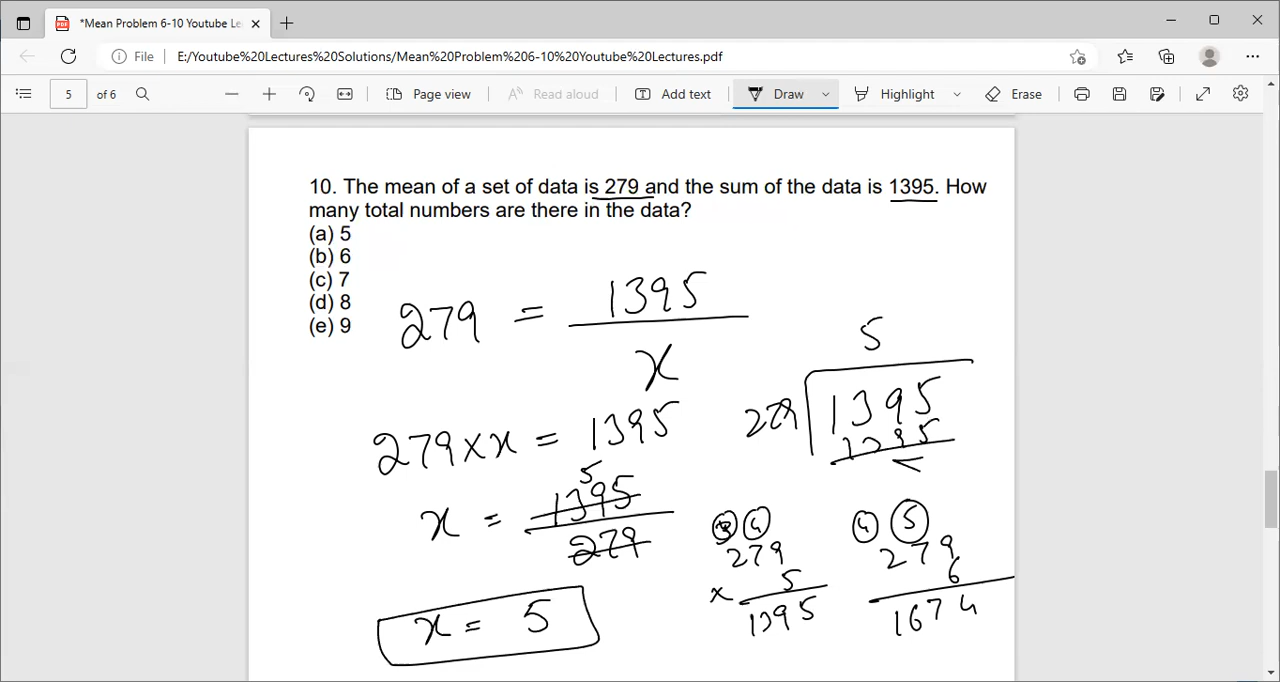 *Mean Problem 6-10 Youtube Le
File E:/Youtube%20Lectures%20Solutions/Mean%20Problem%206-10%20Youtube%20Lectures.pdf
5 of 6 Page view Read aloud Add text Draw Highlight Erase
10. The mean of a set of data is 279 and the sum of the data is 1395. How
many total numbers are there in the data?
(a) 5
(b) 6
(c) 7
(d) 8
(e) 9
279 = 1395
x
5
279 1395
1395
279 × x = 1395
5
x = 1395
279
x = 5
3 4
279
× 5
1395
4 5
279
6
1674